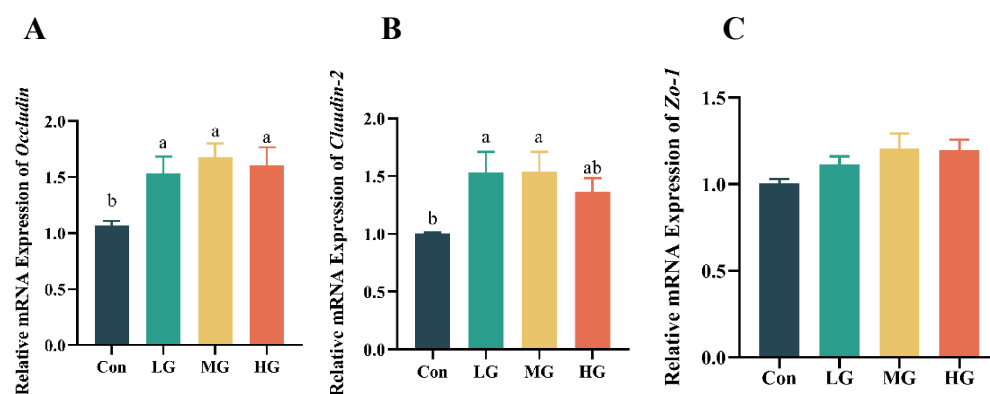 A
Relative mRNA Expression of Occludin
2.0
1.5
1.0
0.5
0.0
b
a
a
a
Con LG MG HG
B
Relative mRNA Expression of Claudin-2
2.0
1.5
1.0
0.5
0.0
b
a
a
ab
Con LG MG HG
C
Relative mRNA Expression of Zo-1
1.5
1.0
0.5
0.0
Con LG MG HG